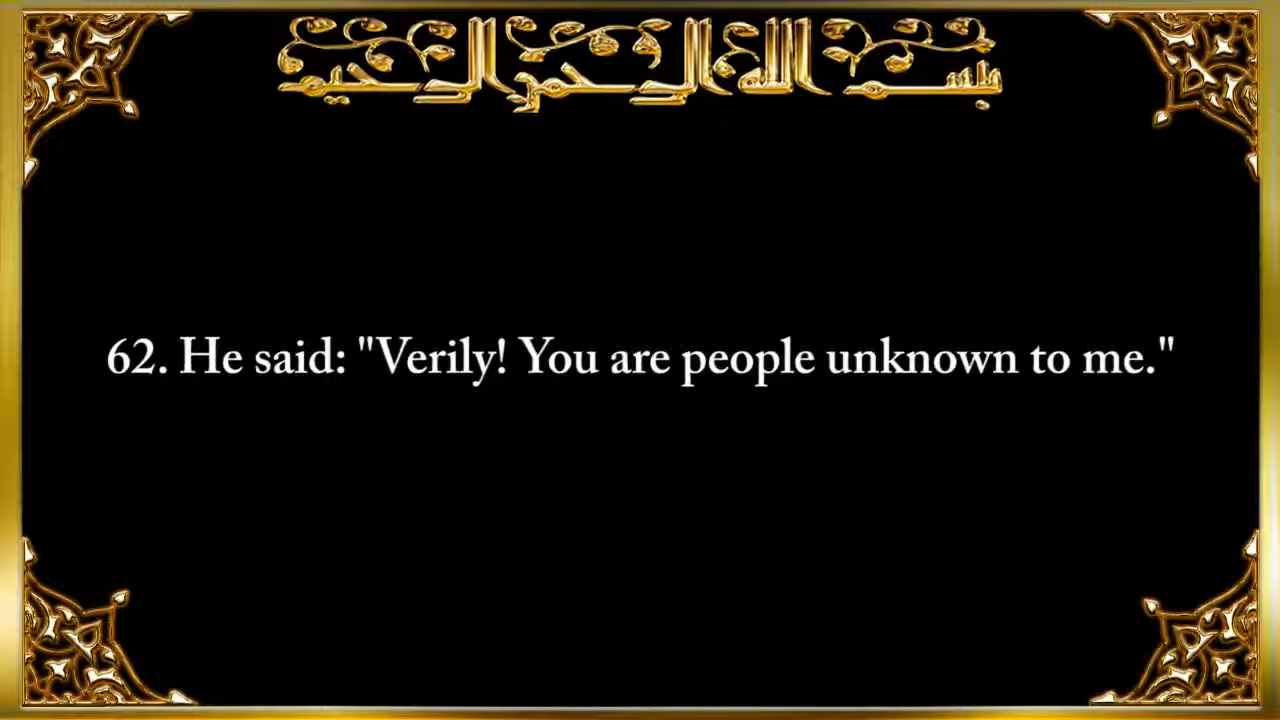 بسم الله الرحمن الرحيم
62. He said: "Verily! You are people unknown to me."